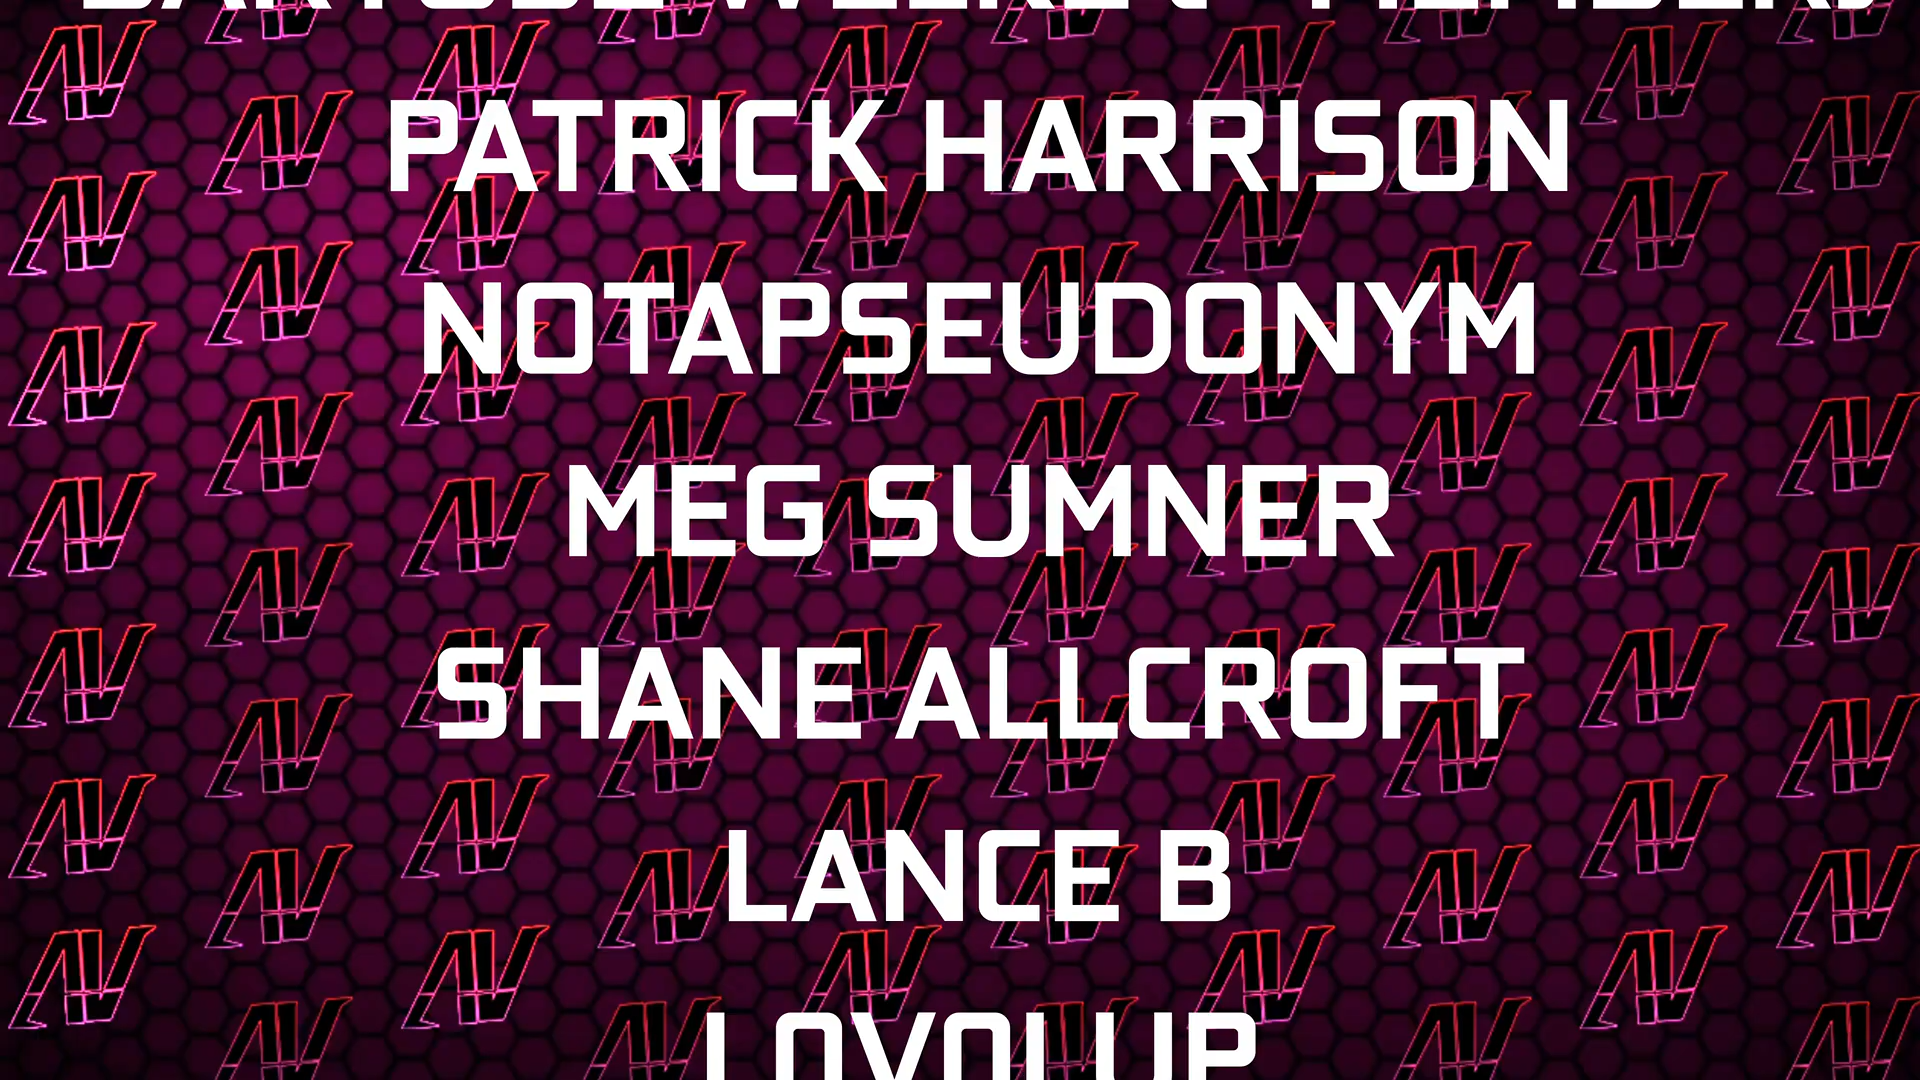 PATRICK HARRISON
NOTAPSEUDONYM
MEG SUMNER
SHANE ALLCROFT
LANCE B